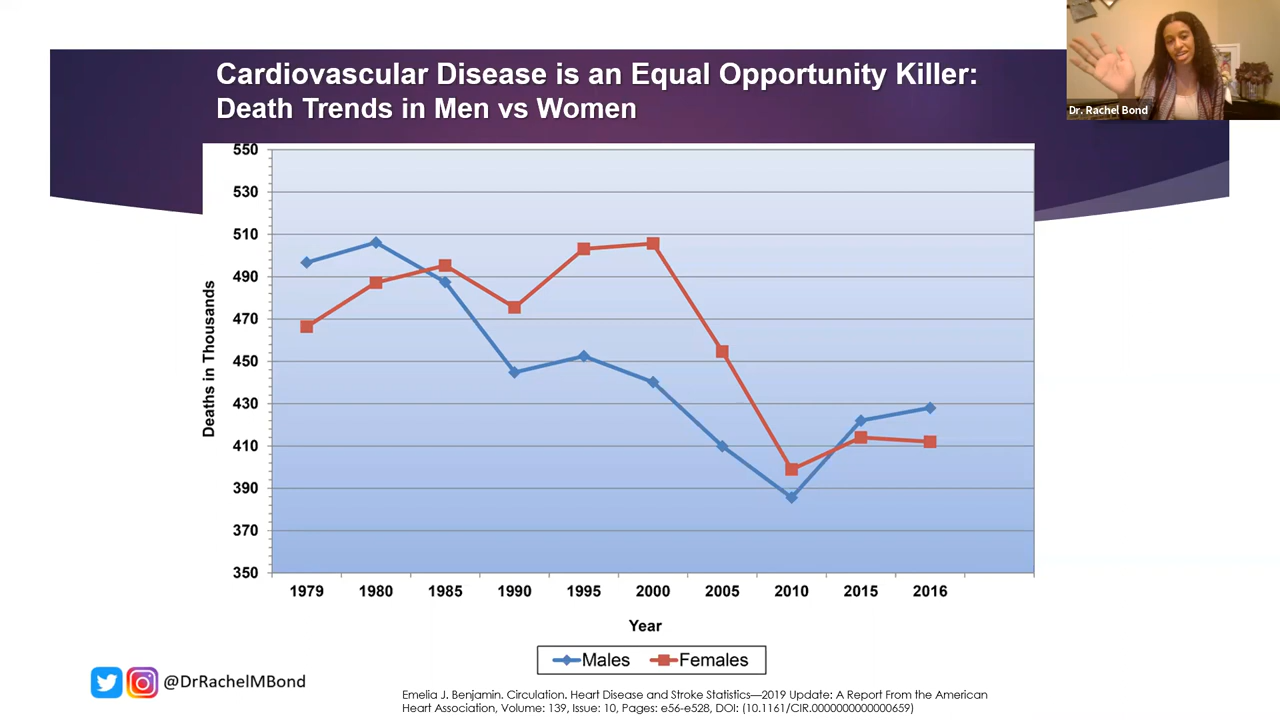 Cardiovascular Disease is an Equal Opportunity Killer:
Death Trends in Men vs Women
Dr. Rachel Bond
550
530
510
490
470
450
430
410
390
370
350
Deaths in Thousands
1979 1980 1985 1990 1995 2000 2005 2010 2015 2016
Year
Males Females
@DrRachelMBond
Emelia J. Benjamin. Circulation. Heart Disease and Stroke Statistics—2019 Update: A Report From the American
Heart Association, Volume: 139, Issue: 10, Pages: e56-e528, DOI: (10.1161/CIR.0000000000000659)